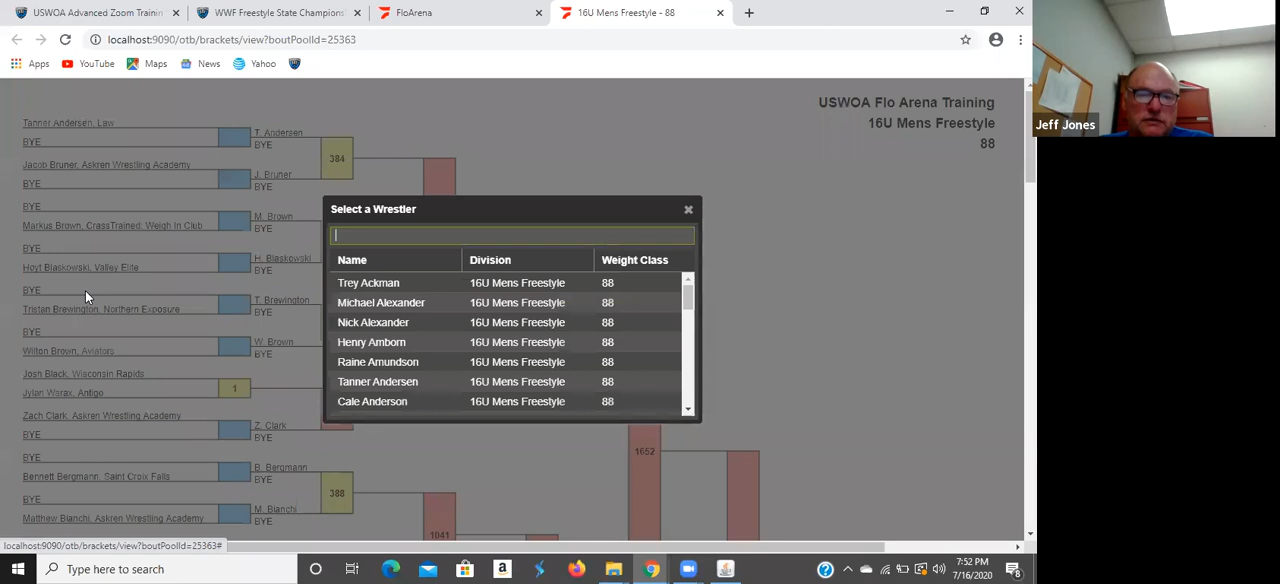 USWOA Advanced Zoom Trainin
WWF Freestyle State Champions
FloArena
16U Mens Freestyle - 88
localhost:9090/otb/brackets/view?boutPoolId=25363
Apps YouTube Maps News Yahoo
USWOA Flo Arena Training
16U Mens Freestyle
88
Jeff Jones
Tanner Andersen, Law
BYE
T. Andersen
BYE
384
Jacob Bruner, Askren Wrestling Academy
BYE
J. Bruner
BYE
BYE
Markus Brown, CrassTrained: Weigh In Club
M. Brown
BYE
BYE
Hoyt Blaskowski, Valley Elite
H. Blaskowski
BYE
BYE
Tristan Brewington, Northern Exposure
T. Brewington
BYE
BYE
Wilton Brown, Aviators
W. Brown
BYE
Josh Black, Wisconsin Rapids
Jylan Warax, Antigo
1
Zach Clark, Askren Wrestling Academy
BYE
Z. Clark
BYE
BYE
Bennett Bergmann, Saint Croix Falls
B. Bergmann
BYE
388
BYE
Matthew Bianchi, Askren Wrestling Academy
M. Bianchi
BYE
1041
1652
Select a Wrestler
Name Division Weight Class
Trey Ackman 16U Mens Freestyle 88
Michael Alexander 16U Mens Freestyle 88
Nick Alexander 16U Mens Freestyle 88
Henry Amborn 16U Mens Freestyle 88
Raine Amundson 16U Mens Freestyle 88
Tanner Andersen 16U Mens Freestyle 88
Cale Anderson 16U Mens Freestyle 88
localhost:9090/otb/brackets/view?boutPoolId=25363#
Type here to search
7:52 PM
7/16/2020
8